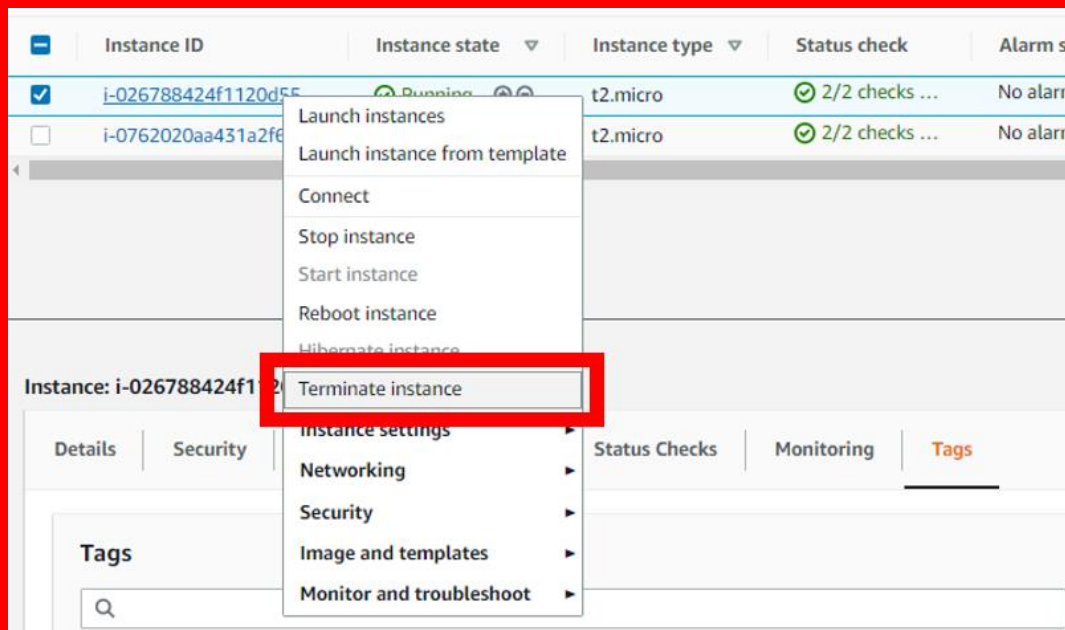 Instance ID Instance state Instance type Status check Alarm s
i-026788424f1120d55 Running t2.micro 2/2 checks ... No alarr
i-0762020aa431a2f6 t2.micro 2/2 checks ... No alarr
Launch instances
Launch instance from template
Connect
Stop instance
Start instance
Reboot instance
Hibernate instance
Instance: i-026788424f112 Terminate instance
Instance settings
Details Security Status Checks Monitoring Tags
Networking
Security
Tags Image and templates
Monitor and troubleshoot